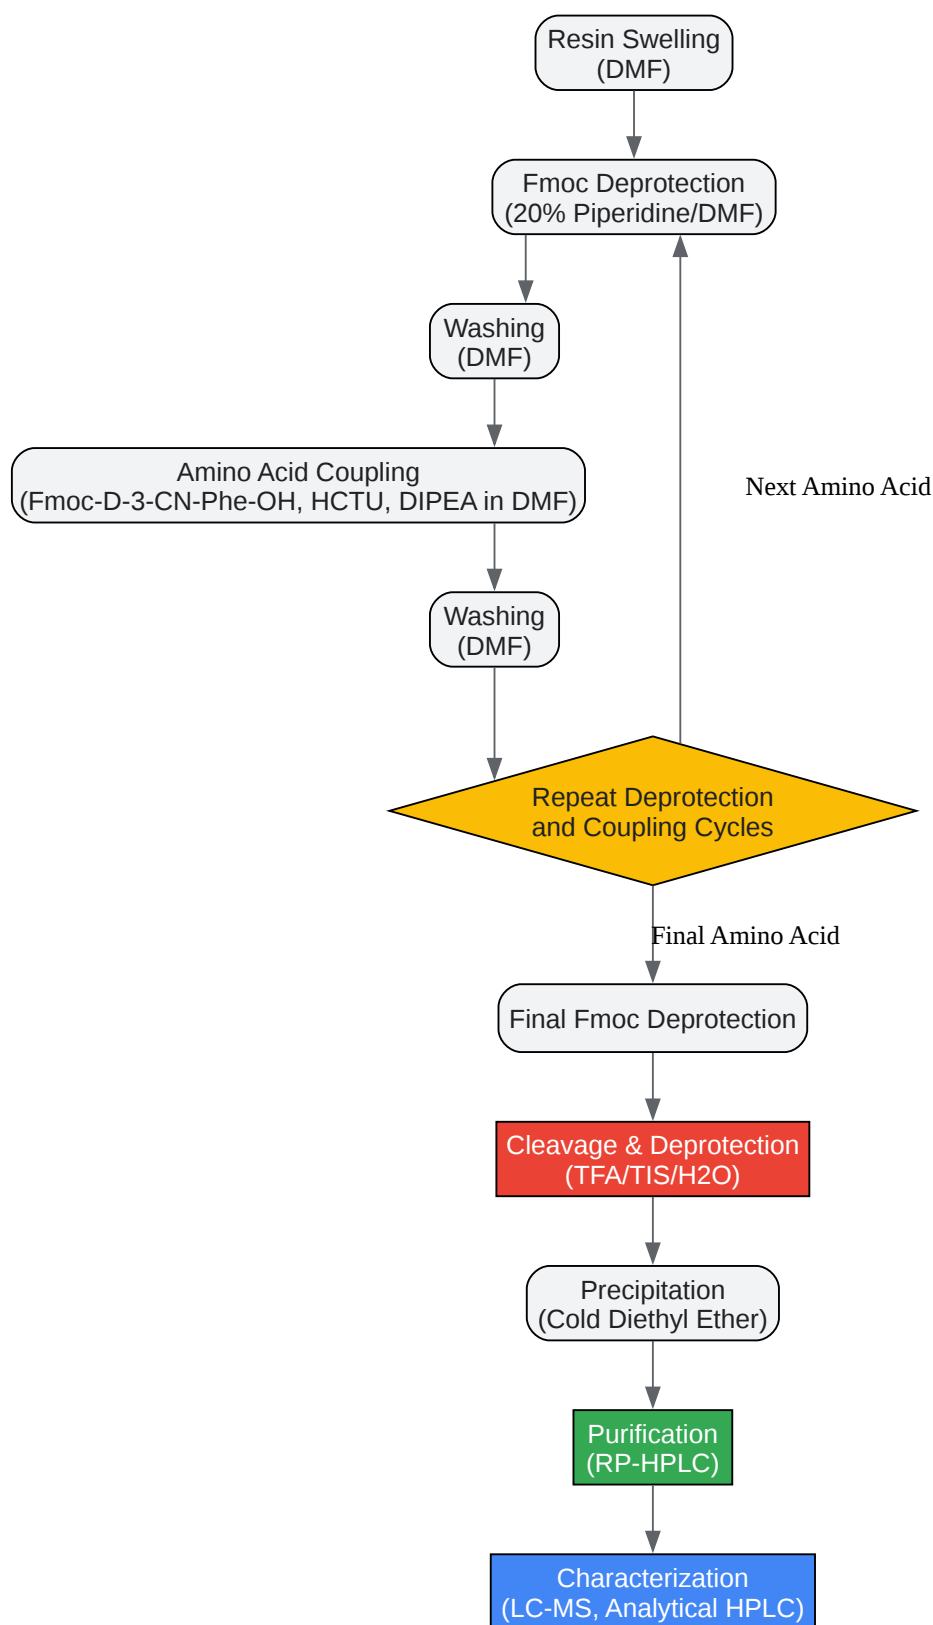 Resin Swelling
(DMF)
Fmoc Deprotection
(20% Piperidine/DMF)
Washing
(DMF)
Amino Acid Coupling
(Fmoc-D-3-CN-Phe-OH, HCTU, DIPEA in DMF)
Next Amino Acid
Washing
(DMF)
Repeat Deprotection
and Coupling Cycles
Final Amino Acid
Final Fmoc Deprotection
Cleavage & Deprotection
(TFA/TIS/H2O)
Precipitation
(Cold Diethyl Ether)
Purification
(RP-HPLC)
Characterization
(LC-MS, Analytical HPLC)